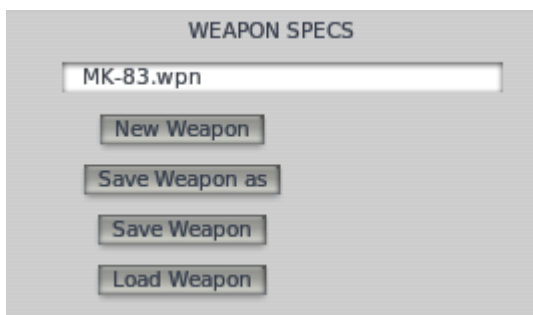 WEAPON SPECS
MK-83.wpn
New Weapon
Save Weapon as
Save Weapon
Load Weapon